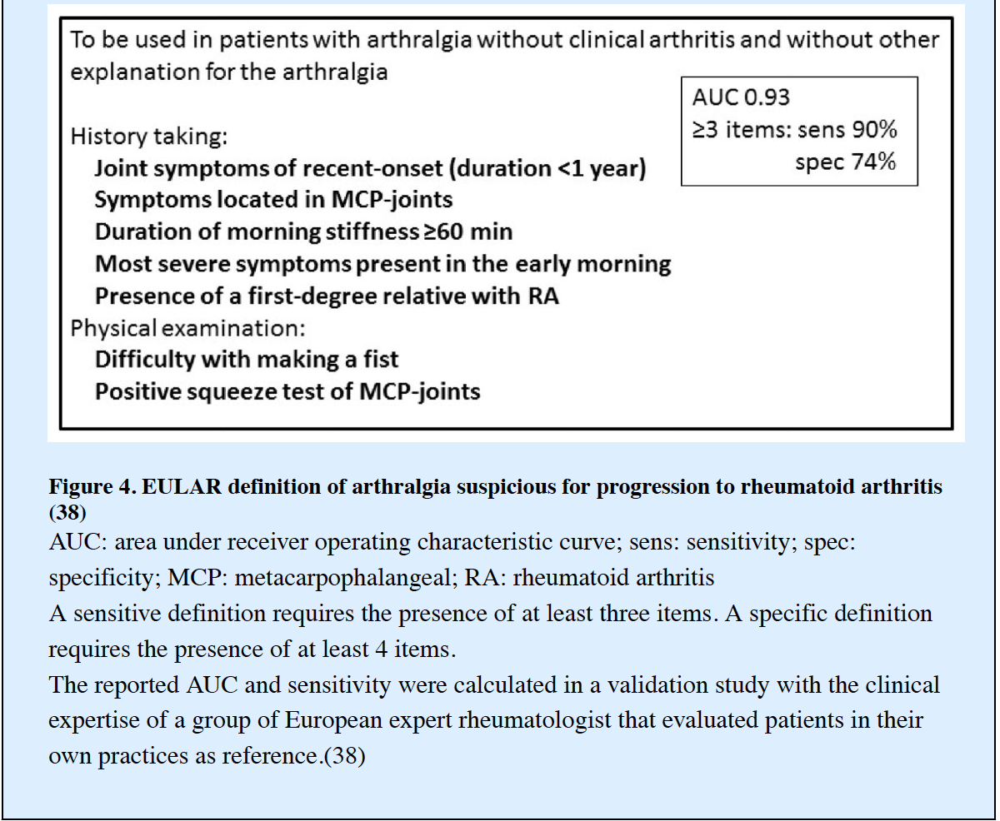 To be used in patients with arthralgia without clinical arthritis and without other
explanation for the arthralgia
AUC 0.93
≥3 items: sens 90%
spec 74%
History taking:
Joint symptoms of recent-onset (duration <1 year)
Symptoms located in MCP-joints
Duration of morning stiffness ≥60 min
Most severe symptoms present in the early morning
Presence of a first-degree relative with RA
Physical examination:
Difficulty with making a fist
Positive squeeze test of MCP-joints
Figure 4. EULAR definition of arthralgia suspicious for progression to rheumatoid arthritis
(38)
AUC: area under receiver operating characteristic curve; sens: sensitivity; spec:
specificity; MCP: metacarpophalangeal; RA: rheumatoid arthritis
A sensitive definition requires the presence of at least three items. A specific definition
requires the presence of at least 4 items.
The reported AUC and sensitivity were calculated in a validation study with the clinical
expertise of a group of European expert rheumatologist that evaluated patients in their
own practices as reference.(38)